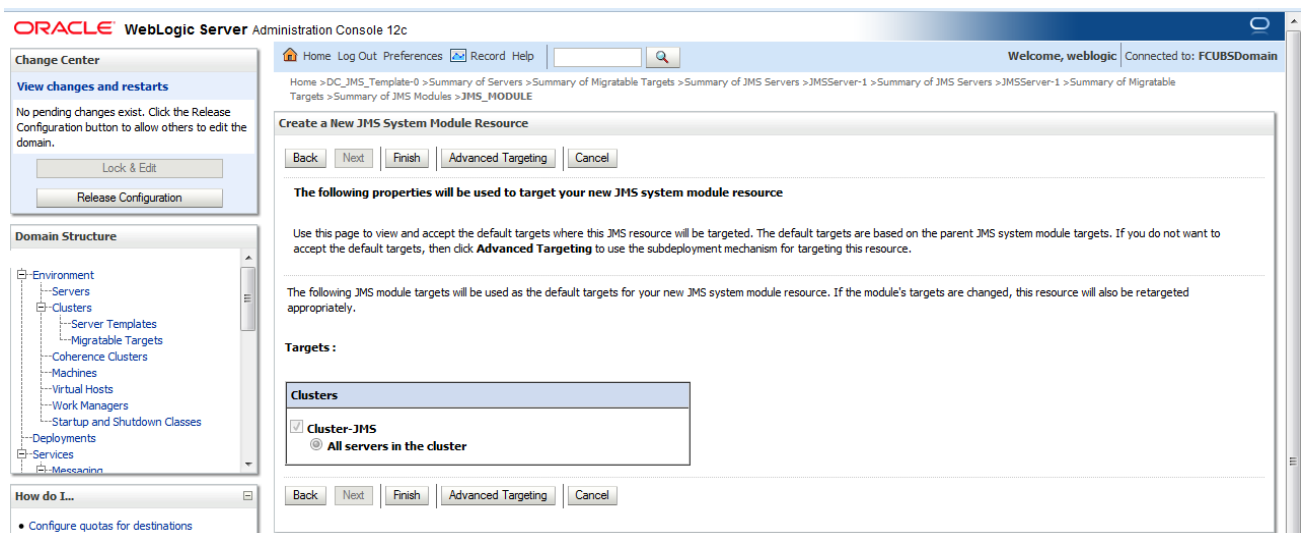 ORACLE WebLogic Server Administration Console 12c
Change Center
View changes and restarts
No pending changes exist. Click the Release
Configuration button to allow others to edit the
domain.
Lock & Edit
Release Configuration
Domain Structure
Environment
Servers
Clusters
Server Templates
Migratable Targets
Coherence Clusters
Machines
Virtual Hosts
Work Managers
Startup and Shutdown Classes
Deployments
Services
Messaging
How do I...
• Configure quotas for destinations
Home Log Out Preferences Record Help
Welcome, weblogic Connected to: FCUBSDomain
Home >DC_JMS_Template-0 >Summary of Servers >Summary of Migratable Targets >Summary of JMS Servers >JMSServer-1 >Summary of JMS Servers >JMSServer-1 >Summary of Migratable
Targets >Summary of JMS Modules >JMS_MODULE
Create a New JMS System Module Resource
Back Next Finish Advanced Targeting Cancel
The following properties will be used to target your new JMS system module resource
Use this page to view and accept the default targets where this JMS resource will be targeted. The default targets are based on the parent JMS system module targets. If you do not want to
accept the default targets, then click Advanced Targeting to use the subdeployment mechanism for targeting this resource.
The following JMS module targets will be used as the default targets for your new JMS system module resource. If the module's targets are changed, this resource will also be retargeted
appropriately.
Targets :
Clusters
Cluster-JMS
All servers in the cluster
Back Next Finish Advanced Targeting Cancel